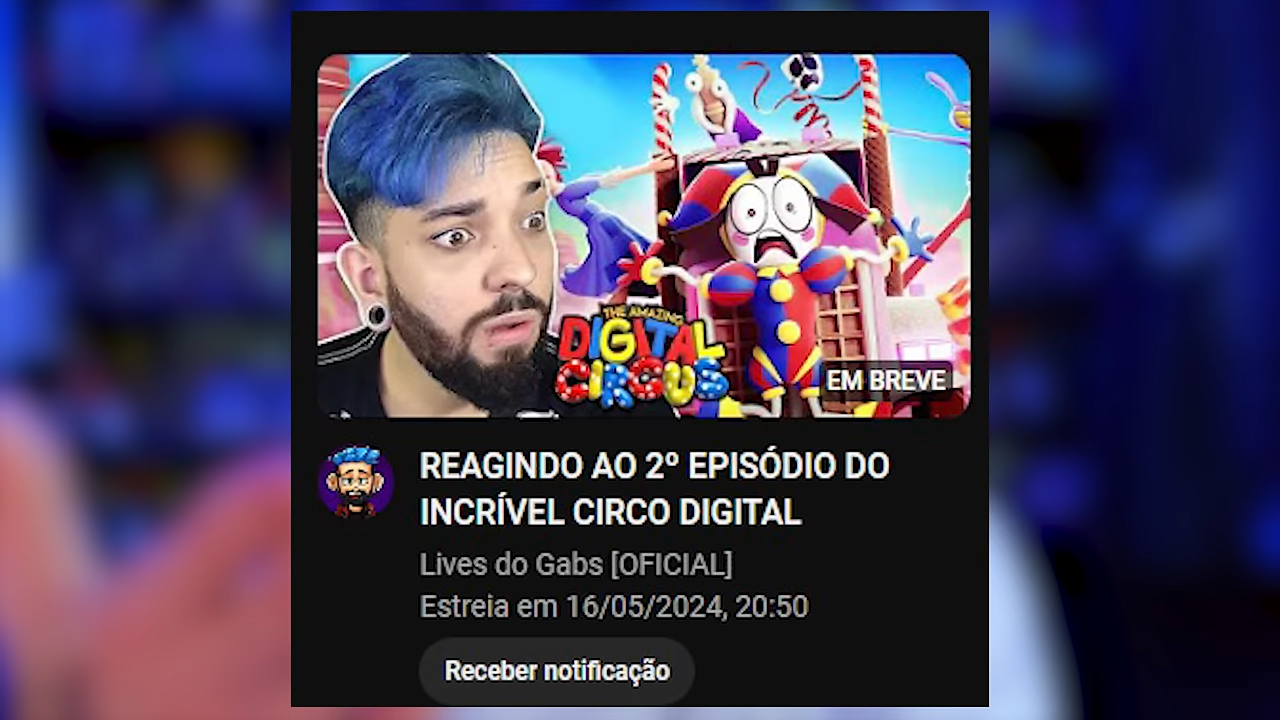 THE AMAZING
DIGITAL
CIRCUS
EM BREVE
REAGINDO AO 2º EPISÓDIO DO
INCRÍVEL CIRCO DIGITAL
Lives do Gabs [OFICIAL]
Estreia em 16/05/2024, 20:50
Receber notificação